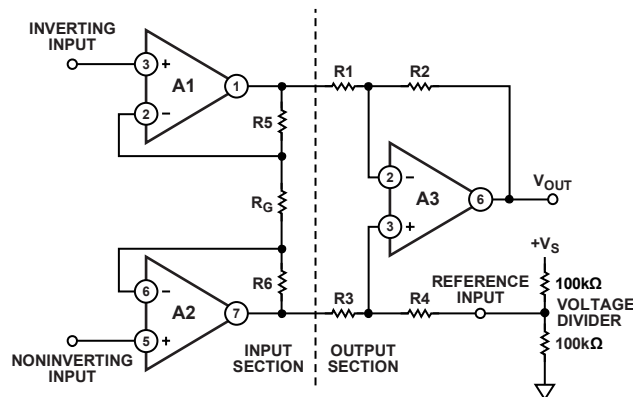 INVERTING
INPUT
3
+
A1
1
2
−
R5
R1
R2
RG
2
−
A3
6
VOUT
3
+
6
−
A2
7
5
+
R6
R3
R4
NONINVERTING
INPUT
INPUT
SECTION
OUTPUT
SECTION
REFERENCE
INPUT
+VS
100kΩ
VOLTAGE
DIVIDER
100kΩ